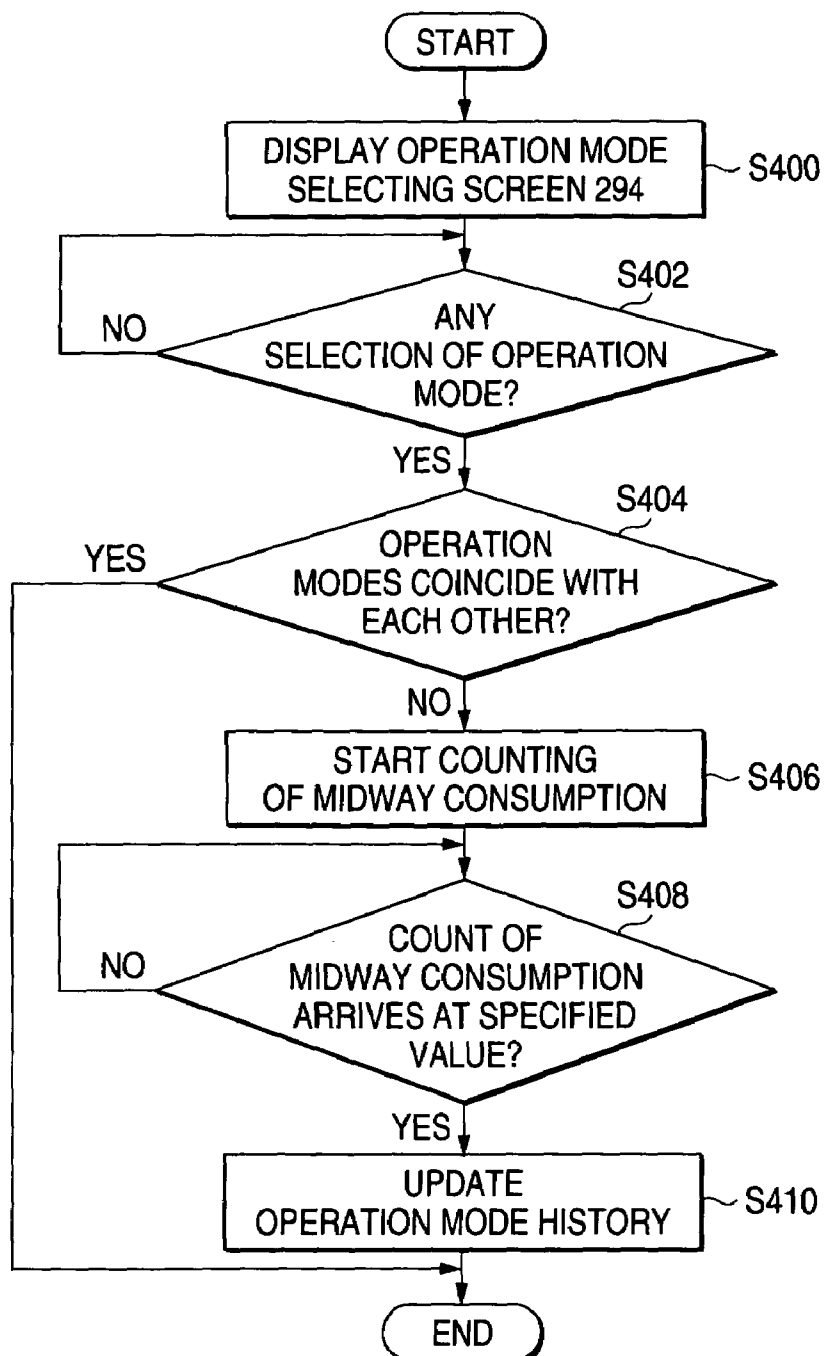 START
DISPLAY OPERATION MODE
SELECTING SCREEN 294
S400
S402
ANY
SELECTION OF OPERATION
MODE?
NO
YES
S404
OPERATION
MODES COINCIDE WITH
EACH OTHER?
YES
NO
START COUNTING
OF MIDWAY CONSUMPTION
S406
S408
COUNT OF
MIDWAY CONSUMPTION
ARRIVES AT SPECIFIED
VALUE?
NO
YES
UPDATE
OPERATION MODE HISTORY
S410
END